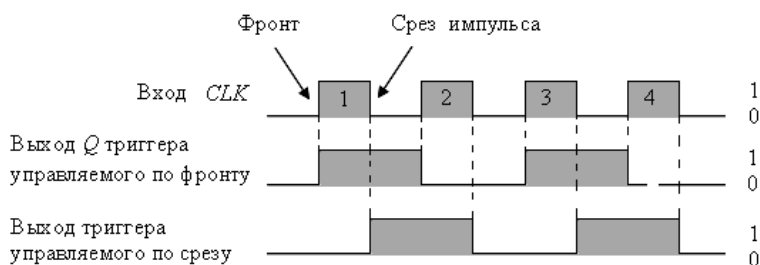 Фронт Срез импульса
Вход CLK 1 2 3 4 1
0
Выход Q триггера
управляемого по фронту 1
0
Выход триггера
управляемого по срезу 1
0